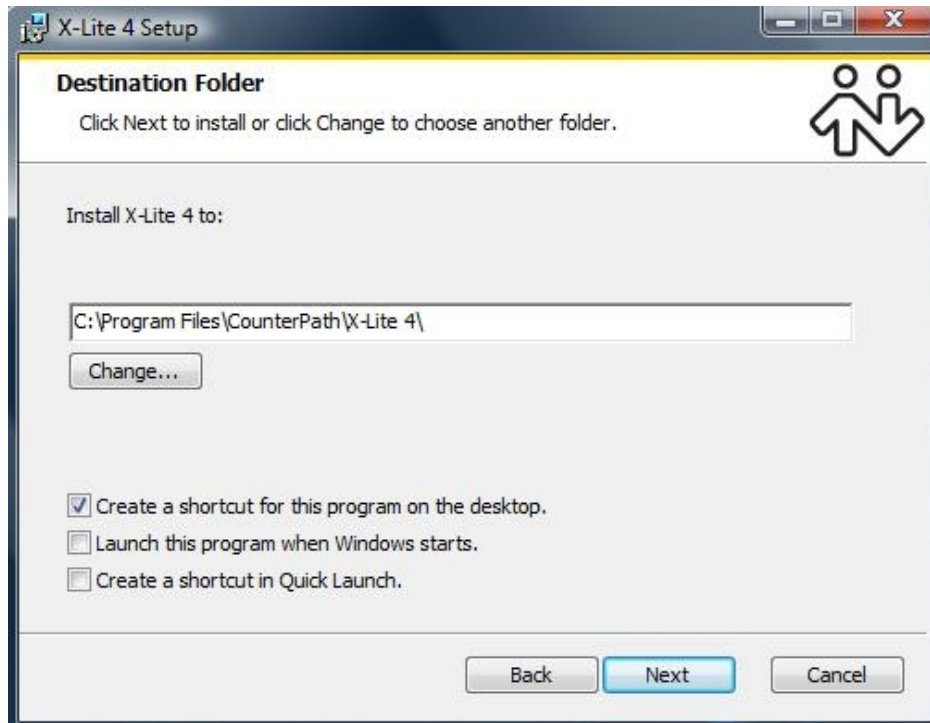 X-Lite 4 Setup
Destination Folder
Click Next to install or click Change to choose another folder.
Install X-Lite 4 to:
C:\Program Files\CounterPath\X-Lite 4\
Change...
Create a shortcut for this program on the desktop.
Launch this program when Windows starts.
Create a shortcut in Quick Launch.
Back Next Cancel